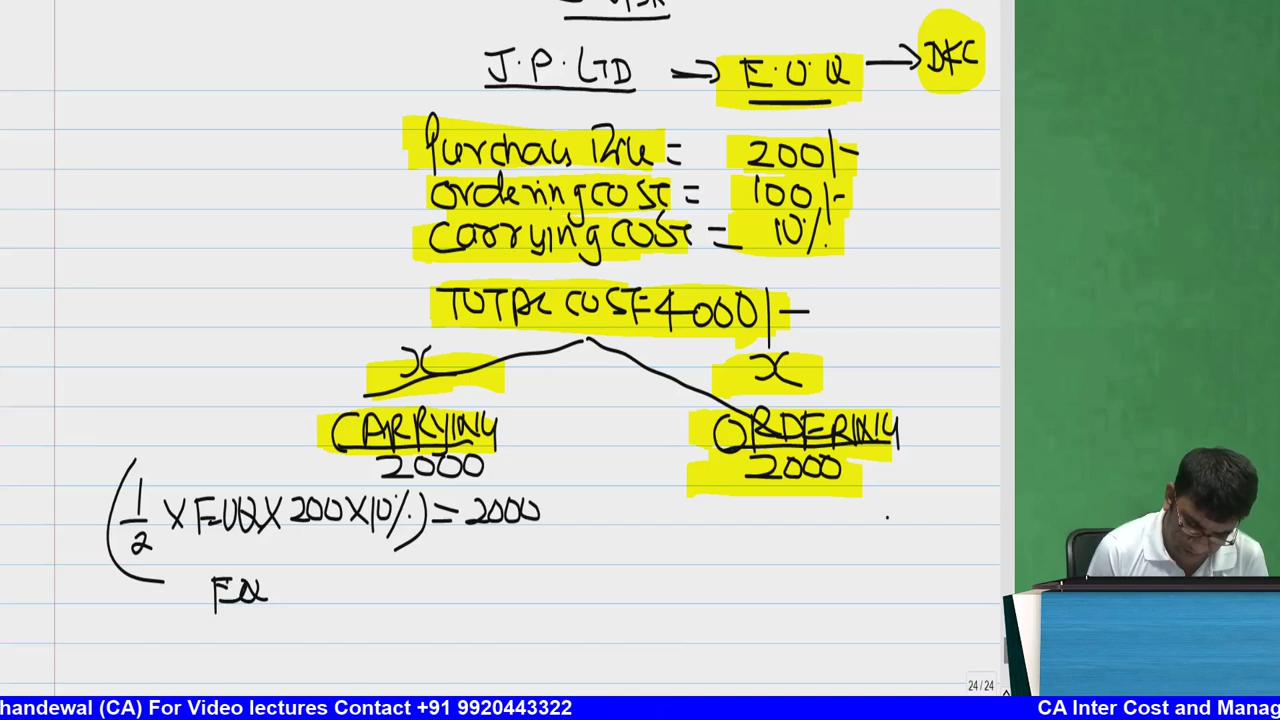 J.P. LTD → E.O.Q → DKC
Purchase Price = 200/-
Ordering cost = 100/-
Carrying cost = 10%
TOTAL COST = 4000/-
x x
CARRYING ORDERING
2000 2000
(1/2 X EOQ X 200 X 10%) = 2000
24/24
handewal (CA) For Video lectures Contact +91 9920443322 CA Inter Cost and Manag